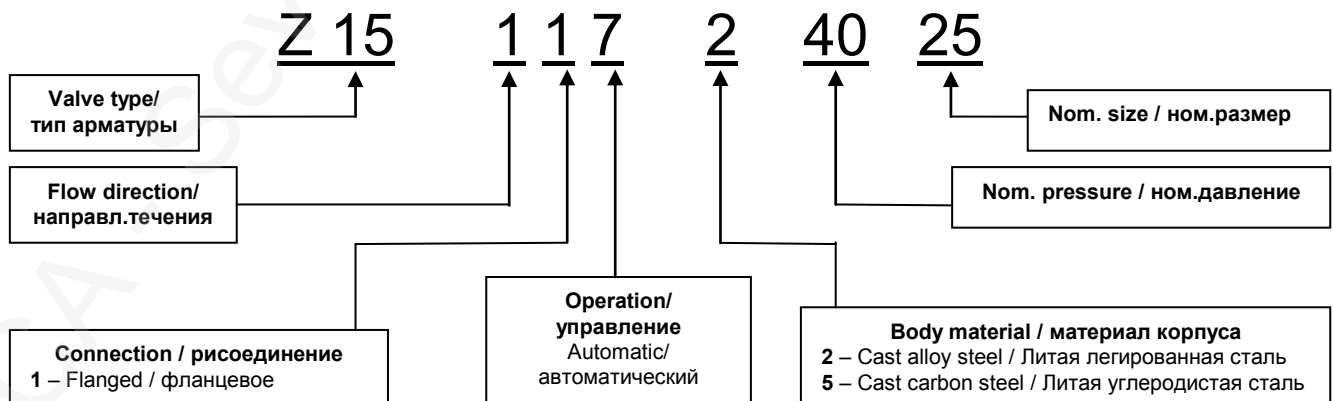 Z 15 1 1 7 2 40 25
Valve type/
тип арматуры
Nom. size / ном.размер
Flow direction/
направл.течения
Nom. pressure / ном.давление
Connection / рисоединение
1 – Flanged / фланцевое
Operation/
управление
Automatic/
автоматический
Body material / материал корпуса
2 – Cast alloy steel / Литая легированная сталь
5 – Cast carbon steel / Литая углеродистая сталь